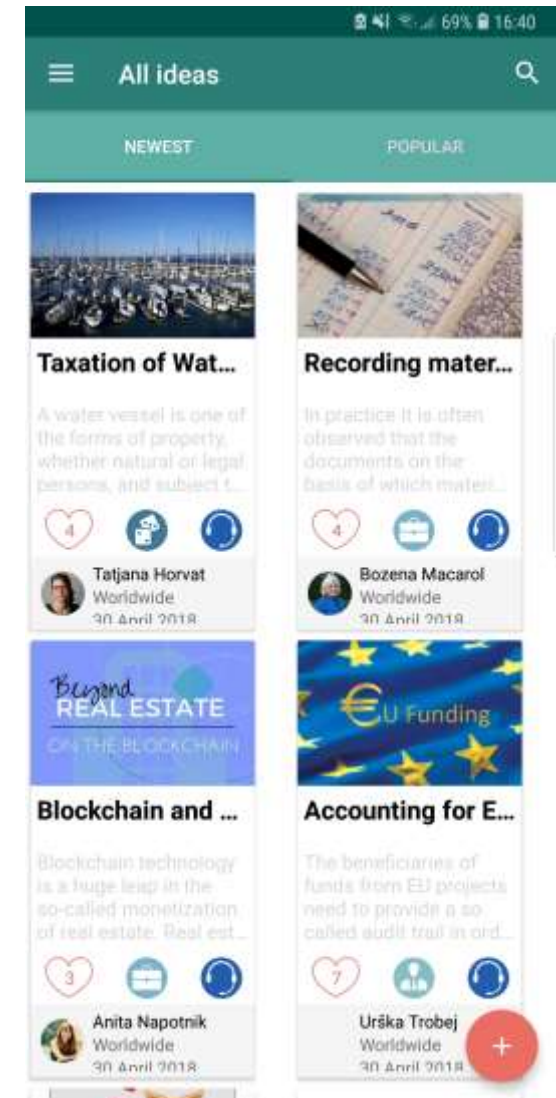 69% 16:40
All ideas
NEWEST
POPULAR
Taxation of Wat...
A water vessel is one of
the forms of property,
whether natural or legal
persons, and subject t...
4
Tatjana Horvat
Worldwide
30 April 2018
Recording mater...
In practice it is often
observed that the
documents on the
basis of which materi...
4
Bozena Macarol
Worldwide
30 April 2018
Beyond
REAL ESTATE
ON THE BLOCKCHAIN
Blockchain and ...
Blockchain technology
is a huge leap in the
so-called monetization
of real estate. Real est...
3
Anita Napotnik
Worldwide
30 April 2018
€U Funding
Accounting for E...
The beneficiaries of
funds from EU projects
need to provide a so
called audit trail in ord...
7
Urška Trobej
Worldwide
30 April 2018
+